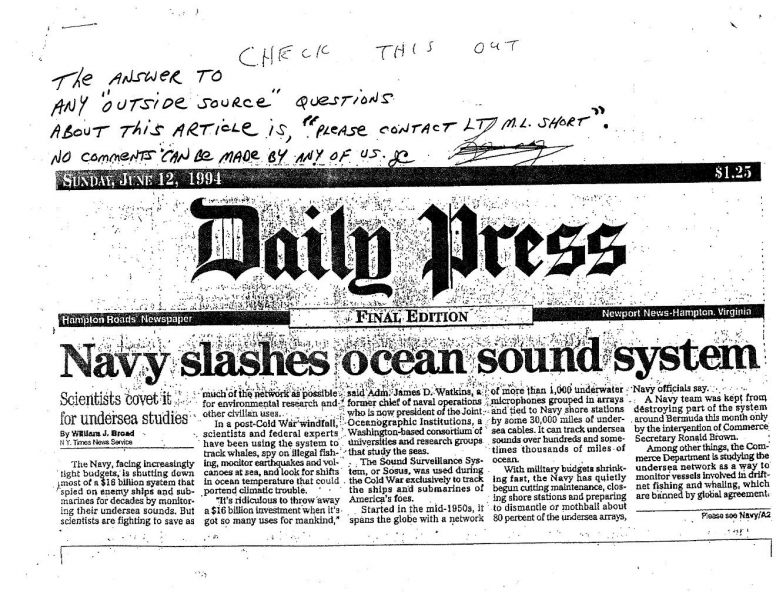 CHECK THIS OUT
The ANSWER TO
ANY "OUTSIDE SOURCE" QUESTIONS
ABOUT THIS ARTICLE IS, "PLEASE CONTACT LT M.L. SHORT".
NO COMMENTS CAN BE MADE BY ANY OF US. JC
SUNDAY, JUNE 12, 1994 $1.25
Daily Press
Hampton Roads' Newspaper FINAL EDITION Newport News-Hampton, Virginia
Navy slashes ocean sound system
Scientists covet it
for undersea studies
By William J. Broad
N.Y. Times News Service
The Navy, facing increasingly
tight budgets, is shutting down
most of a $16 billion system that
spied on enemy ships and sub-
marines for decades by monitor-
ing their undersea sounds. But
scientists are fighting to save as
much of the network as possible
for environmental research and
other civilian uses.
In a post-Cold War windfall,
scientists and federal experts
have been using the system to
track whales, spy on illegal fish-
ing, monitor earthquakes and vol-
canoes at sea, and look for shifts
in ocean temperature that could
portend climatic trouble.
"It's ridiculous to throw away
a $16 billion investment when it's
got so many uses for mankind,"
said Adm. James D. Watkins, a
former chief of naval operations
who is now president of the Joint
Oceanographic Institutions, a
Washington-based consortium of
universities and research groups
that study the seas.
The Sound Surveillance Sys-
tem, or Sosus, was used during
the Cold War exclusively to track
the ships and submarines of
America's foes.
Started in the mid-1950s, it
spans the globe with a network
of more than 1,000 underwater
microphones grouped in arrays
and tied to Navy shore stations
by some 30,000 miles of under-
sea cables. It can track undersea
sounds over hundreds and some-
times thousands of miles of
ocean.
With military budgets shrink-
ing fast, the Navy has quietly
begun cutting maintenance, clos-
ing shore stations and preparing
to dismantle or mothball about
80 percent of the undersea arrays,
Navy officials say.
A Navy team was kept from
destroying part of the system
around Bermuda this month only
by the intervention of Commerce
Secretary Ronald Brown.
Among other things, the Com-
merce Department is studying the
undersea network as a way to
monitor vessels involved in drift-
net fishing and whaling, which
are banned by global agreement.
Please see Navy/A2